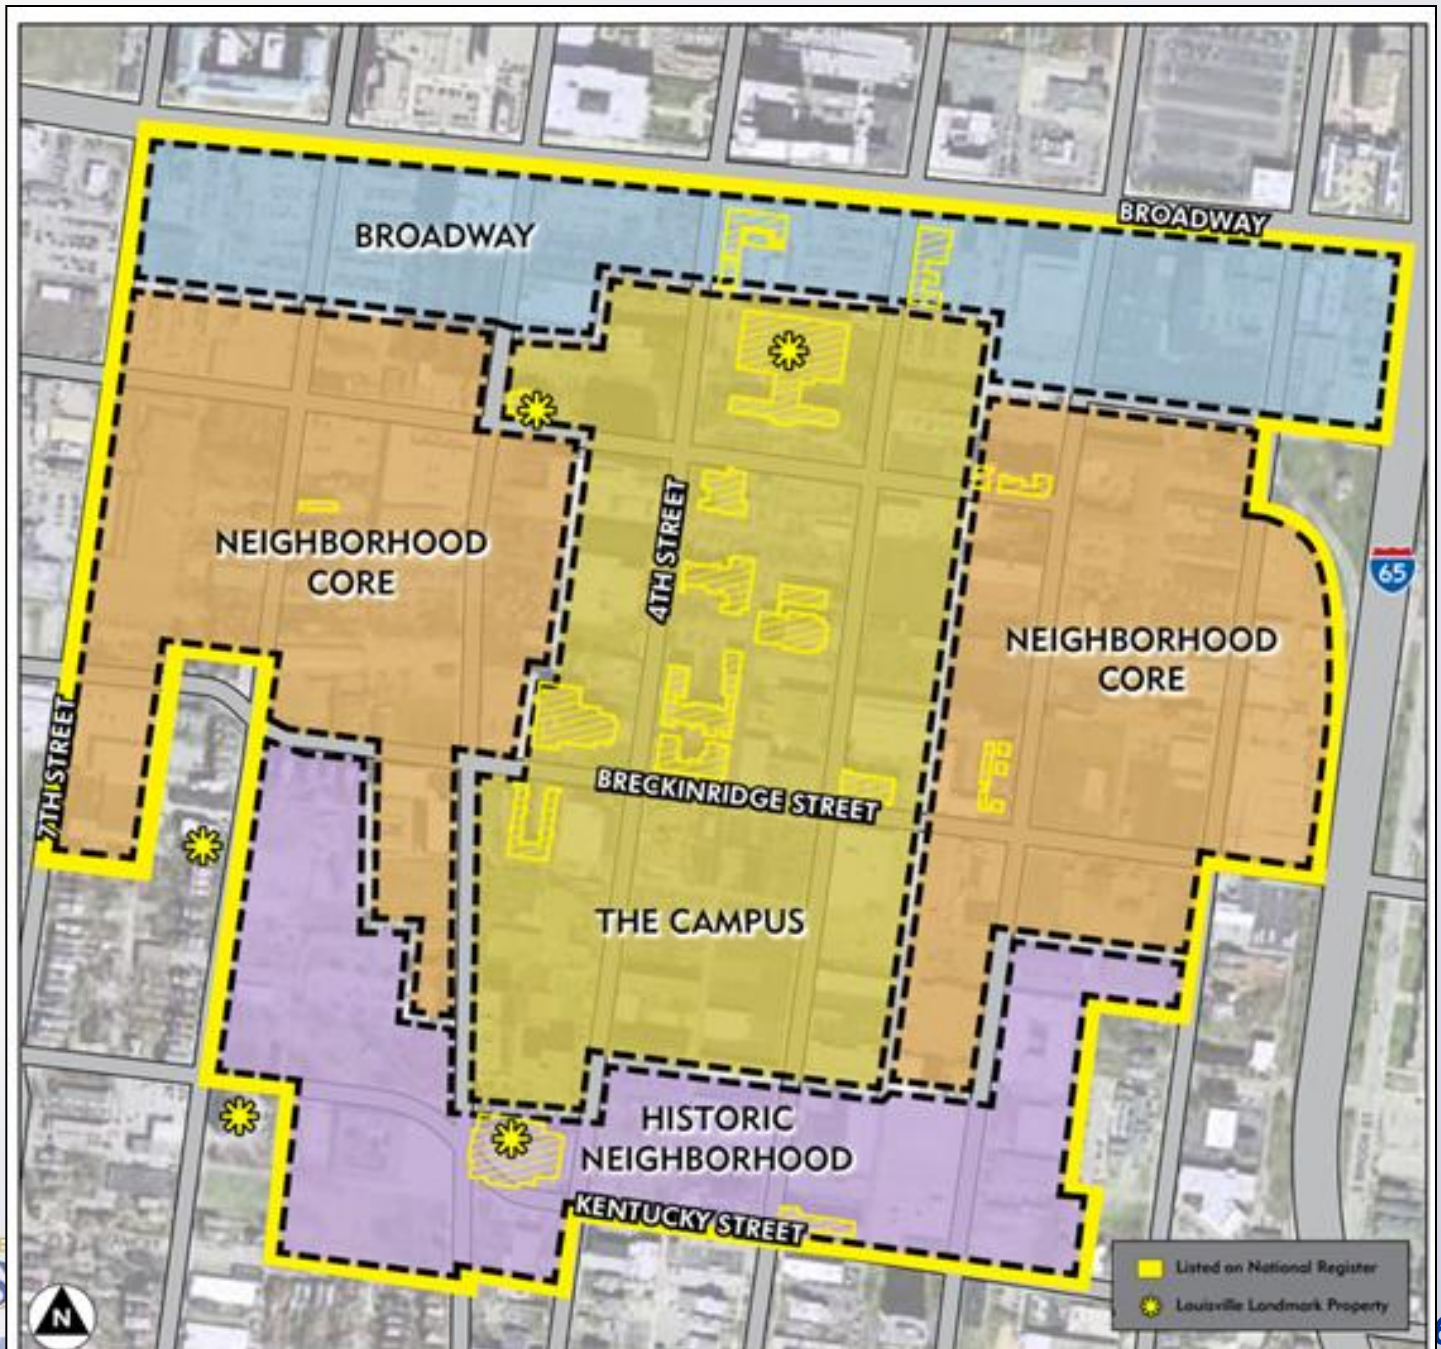 BROADWAY
BROADWAY
4TH STREET
NEIGHBORHOOD
CORE
65
NEIGHBORHOOD
CORE
7TH STREET
BRECKINRIDGE STREET
THE CAMPUS
HISTORIC
NEIGHBORHOOD
KENTUCKY STREET
Listed on National Register
Louisville Landmark Property
N